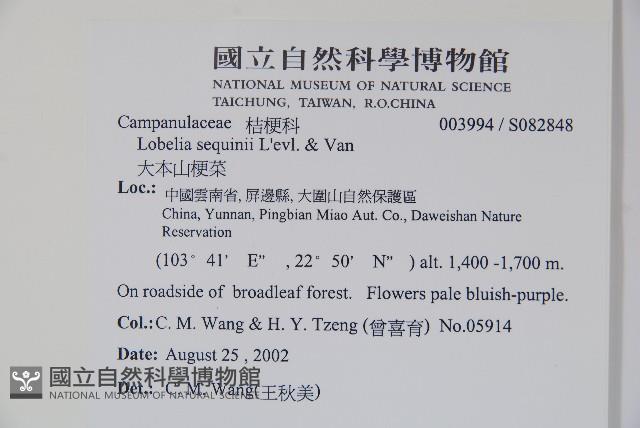 國立自然科學博物館
NATIONAL MUSEUM OF NATURAL SCIENCE
TAICHUNG, TAIWAN, R.O.CHINA
Campanulaceae 桔梗科 003994 / S082848
Lobelia sequinii L'evl. & Van
大本山梗菜
Loc.: 中國雲南省, 屏邊縣, 大圍山自然保護區
China, Yunnan, Pingbian Miao Aut. Co., Daweishan Nature
Reservation
(103° 41' E" , 22° 50' N" ) alt. 1,400 -1,700 m.
On roadside of broadleaf forest. Flowers pale bluish-purple.
Col.: C. M. Wang & H. Y. Tzeng (曾喜育) No.05914
Date: August 25 , 2002
Det.: C. M. Wang(王秋美)
國立自然科學博物館
NATIONAL MUSEUM OF NATURAL SCIENCE